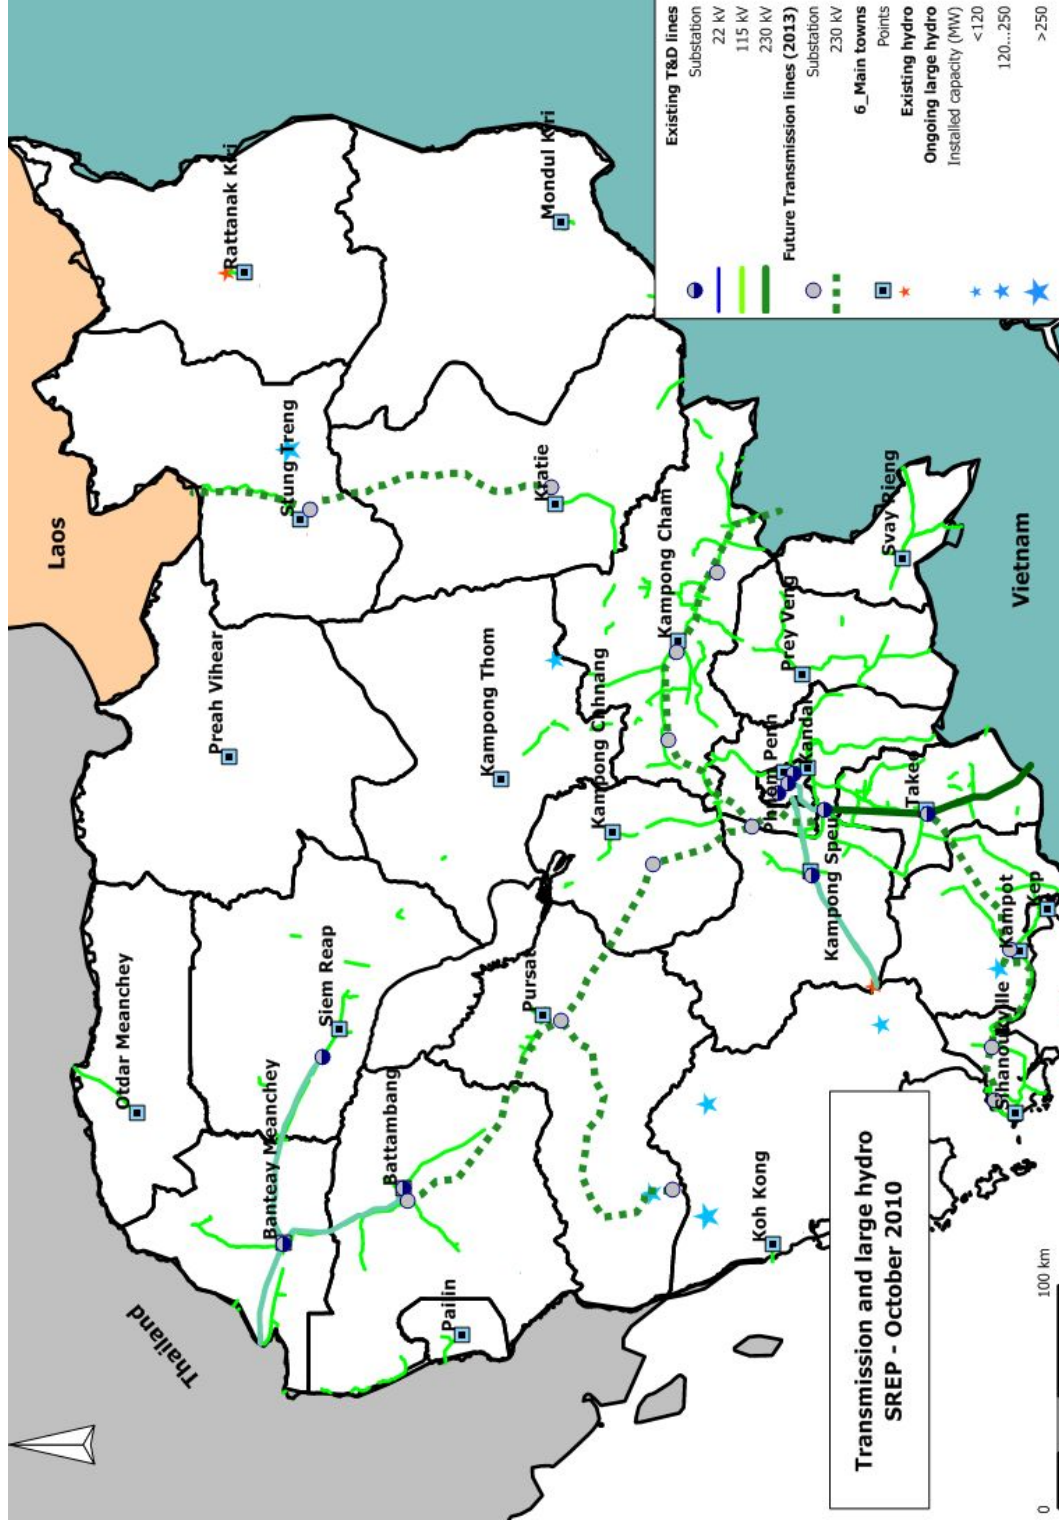 Laos
Thailand
Vietnam
Rattanak Kiri
Mondul Kiri
Stung Treng
Kratie
Preah Vihear
Otdar Meanchey
Siem Reap
Banteay Meanchey
Battambang
Pailin
Pursat
Kampong Thom
Kampong Chhnang
Kampong Cham
Prey Veng
Svay Rieng
Phnom Penh
Kandal
Kampong Speu
Takeo
Kampot
Kep
Sihanoukville
Koh Kong
Transmission and large hydro
SREP - October 2010
0
100 km
Existing T&D lines
Substation
22 kV
115 kV
230 kV
Future Transmission lines (2013)
Substation
230 kV
6_Main towns
Points
Existing hydro
Ongoing large hydro
Installed capacity (MW)
<120
120...250
>250